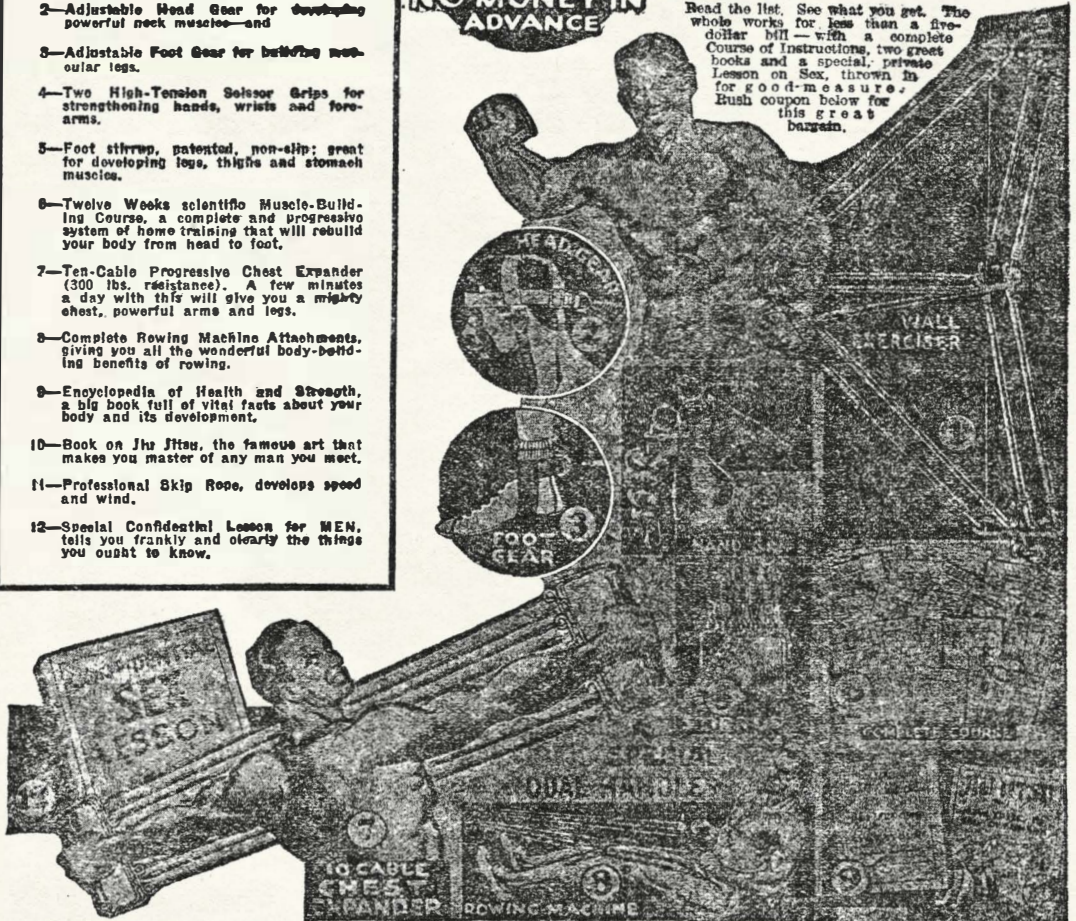 2—Adjustable Head Gear for developing
powerful neck muscles—and
3—Adjustable Foot Gear for building mus-
cular legs.
4—Two High-Tension Scissor Grips for
strengthening hands, wrists and fore-
arms.
5—Foot stirrup, patented, non-slip; great
for developing legs, thighs and stomach
muscles.
6—Twelve Weeks scientific Muscle-Build-
ing Course, a complete and progressive
system of home training that will rebuild
your body from head to foot.
7—Ten-Cable Progressive Chest Expander
(300 lbs. resistance). A few minutes
a day with this will give you a mighty
chest, powerful arms and legs.
8—Complete Rowing Machine Attachments,
giving you all the wonderful body-build-
ing benefits of rowing.
9—Encyclopedia of Health and Strength,
a big book full of vital facts about your
body and its development.
10—Book on Jiu Jitsu, the famous art that
makes you master of any man you meet.
11—Professional Skip Rope, develops speed
and wind.
12—Special Confidential Lesson for MEN,
tells you frankly and clearly the things
you ought to know.
NO MONEY IN
ADVANCE
Read the list. See what you get. The
whole works for less than a five-
dollar bill — with a complete
Course of Instructions, two great
books and a special, private
Lesson on Sex, thrown in
for good-measure.
Rush coupon below for
this great
bargain.
HEADGEAR
2
WALL
EXERCISER
3
FOOT
GEAR
CONFIDENTIAL
SEX
LESSON
COMPLETE COURSE
SPECIAL
DUAL HANDLES
7
10 CABLE
CHEST
EXPANDER
8
ROWING MACHINE
9
JIU JITSU